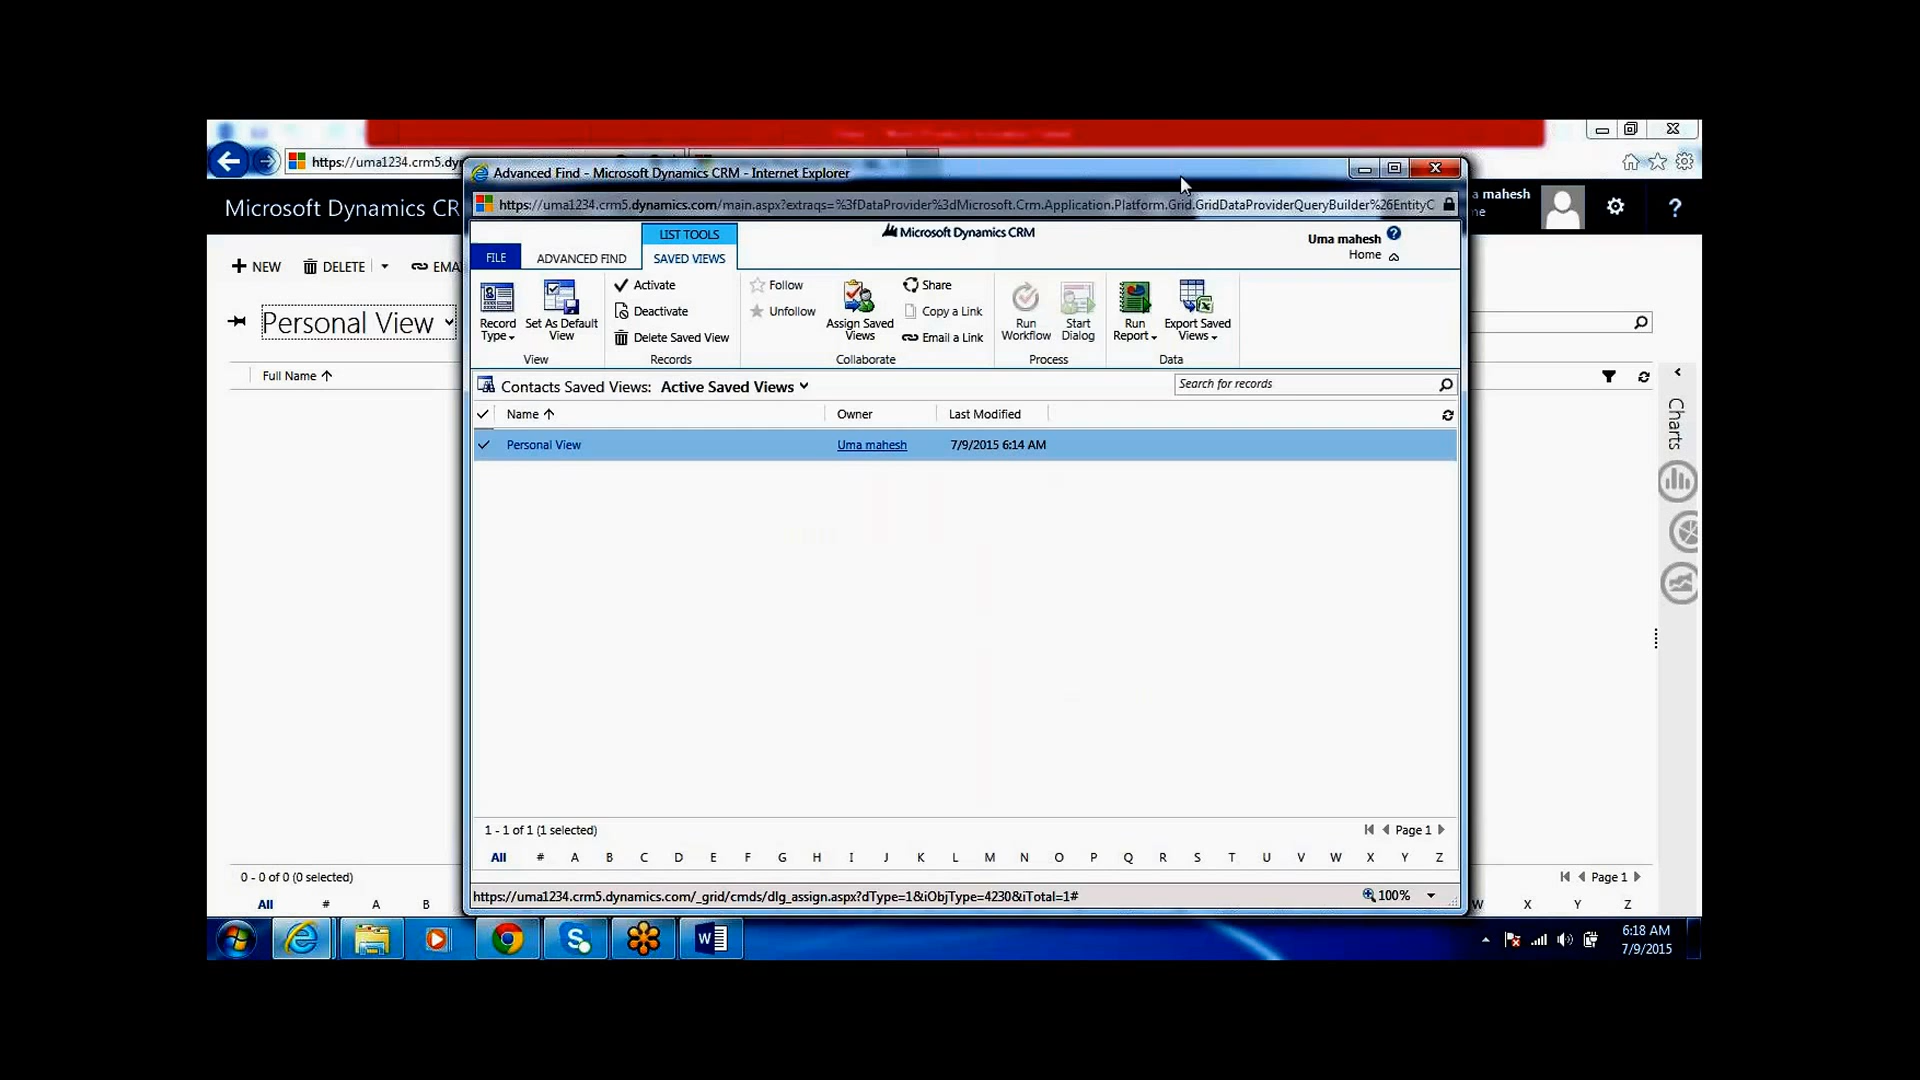 https://uma1234.crm5.dy
Advanced Find - Microsoft Dynamics CRM - Internet Explorer
https://uma1234.crm5.dynamics.com/main.aspx?extraqs=%3fDataProvider%3dMicrosoft.Crm.Application.Platform.Grid.GridDataProviderQueryBuilder%26EntityC
Microsoft Dynamics CR
a mahesh
me
?
LIST TOOLS
Microsoft Dynamics CRM
Uma mahesh ?
Home
FILE ADVANCED FIND SAVED VIEWS
NEW DELETE EMA
Record Type
Set As Default View
View
Activate
Deactivate
Delete Saved View
Records
Follow
Unfollow
Assign Saved Views
Share
Copy a Link
Email a Link
Collaborate
Run Workflow
Start Dialog
Process
Run Report
Export Saved Views
Data
Personal View
Full Name
Contacts Saved Views: Active Saved Views
Search for records
Name Owner Last Modified
Personal View Uma mahesh 7/9/2015 6:14 AM
Charts
1 - 1 of 1 (1 selected)
Page 1
All # A B C D E F G H I J K L M N O P Q R S T U V W X Y Z
0 - 0 of 0 (0 selected)
Page 1
All # A B
W X Y Z
https://uma1234.crm5.dynamics.com/_grid/cmds/dlg_assign.aspx?dType=1&iObjType=4230&iTotal=1#
100%
6:18 AM
7/9/2015